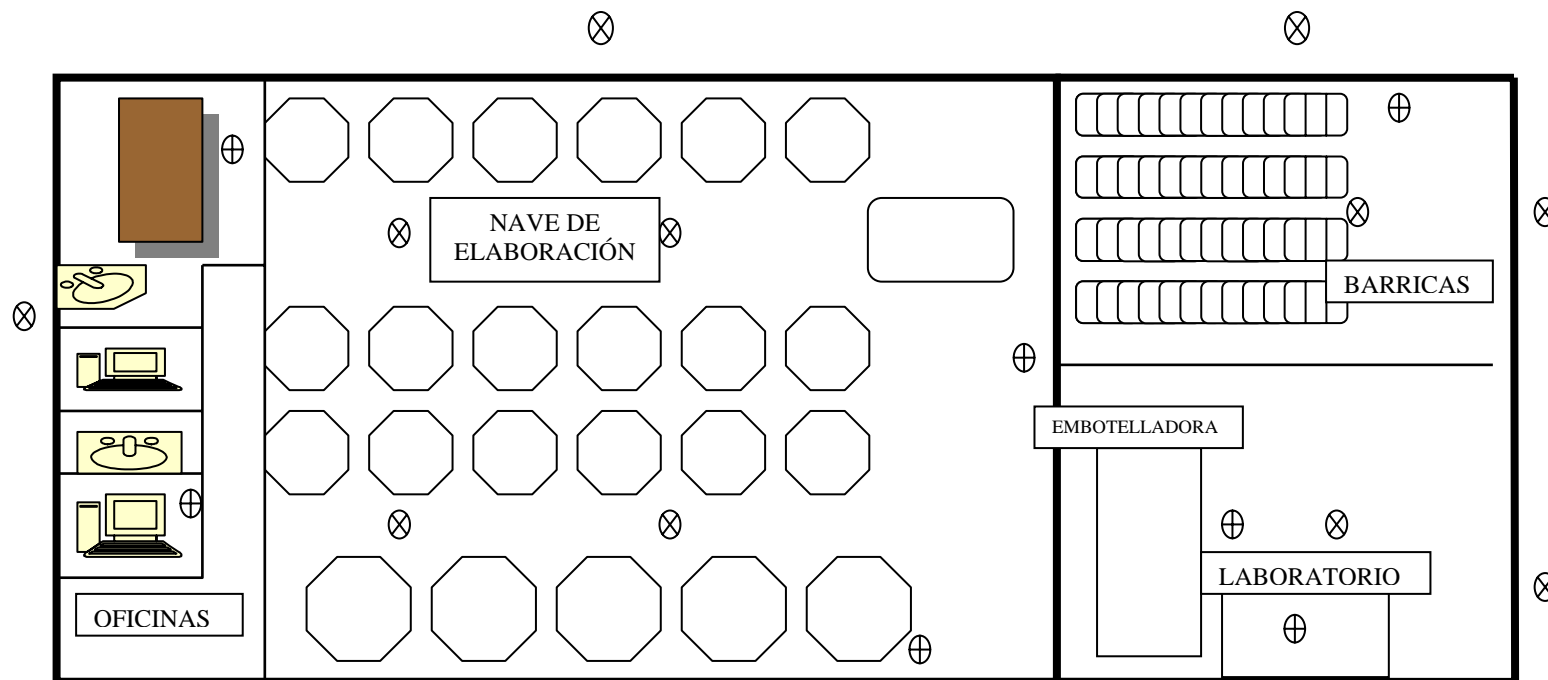 NAVE DE
ELABORACIÓN
BARRICAS
EMBOTELLADORA
LABORATORIO
OFICINAS